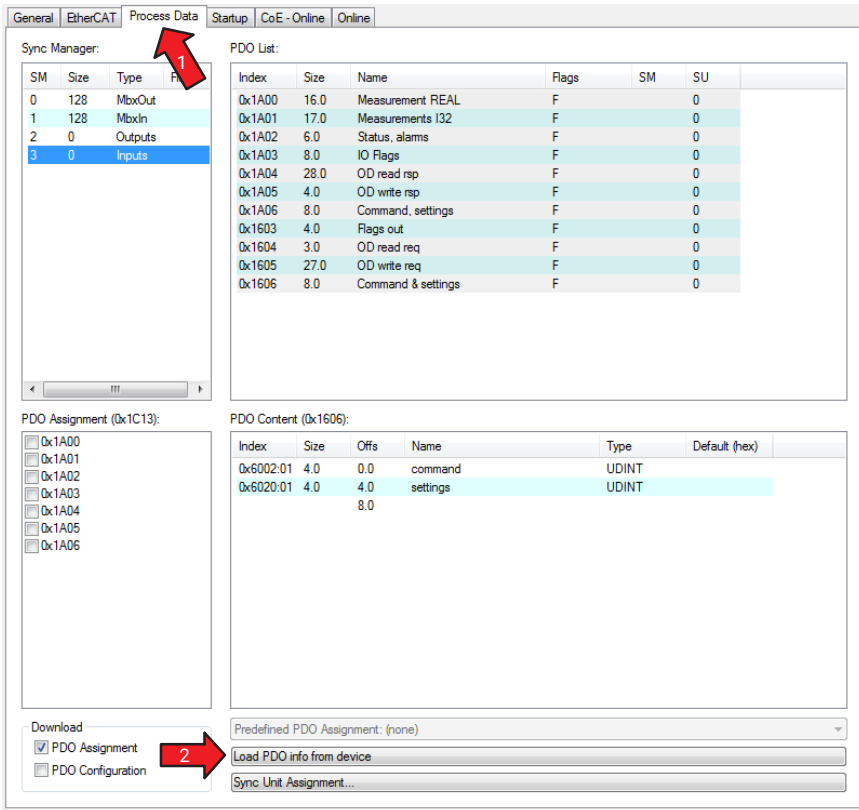 General EtherCAT Process Data Startup CoE - Online Online
1
Sync Manager:
SM Size Type
0 128 MbxOut
1 128 MbxIn
2 0 Outputs
3 0 Inputs
PDO List:
Index Size Name Flags SM SU
0x1A00 16.0 Measurement REAL F 0
0x1A01 17.0 Measurements I32 F 0
0x1A02 6.0 Status, alarms F 0
0x1A03 8.0 IO Flags F 0
0x1A04 28.0 OD read rsp F 0
0x1A05 4.0 OD write rsp F 0
0x1A06 8.0 Command, settings F 0
0x1603 4.0 Flags out F 0
0x1604 3.0 OD read req F 0
0x1605 27.0 OD write req F 0
0x1606 8.0 Command & settings F 0
PDO Assignment (0x1C13):
0x1A00
0x1A01
0x1A02
0x1A03
0x1A04
0x1A05
0x1A06
PDO Content (0x1606):
Index Size Offs Name Type Default (hex)
0x6002:01 4.0 0.0 command UDINT
0x6020:01 4.0 4.0 settings UDINT
8.0
Download
PDO Assignment
PDO Configuration
2
Predefined PDO Assignment: (none)
Load PDO info from device
Sync Unit Assignment...